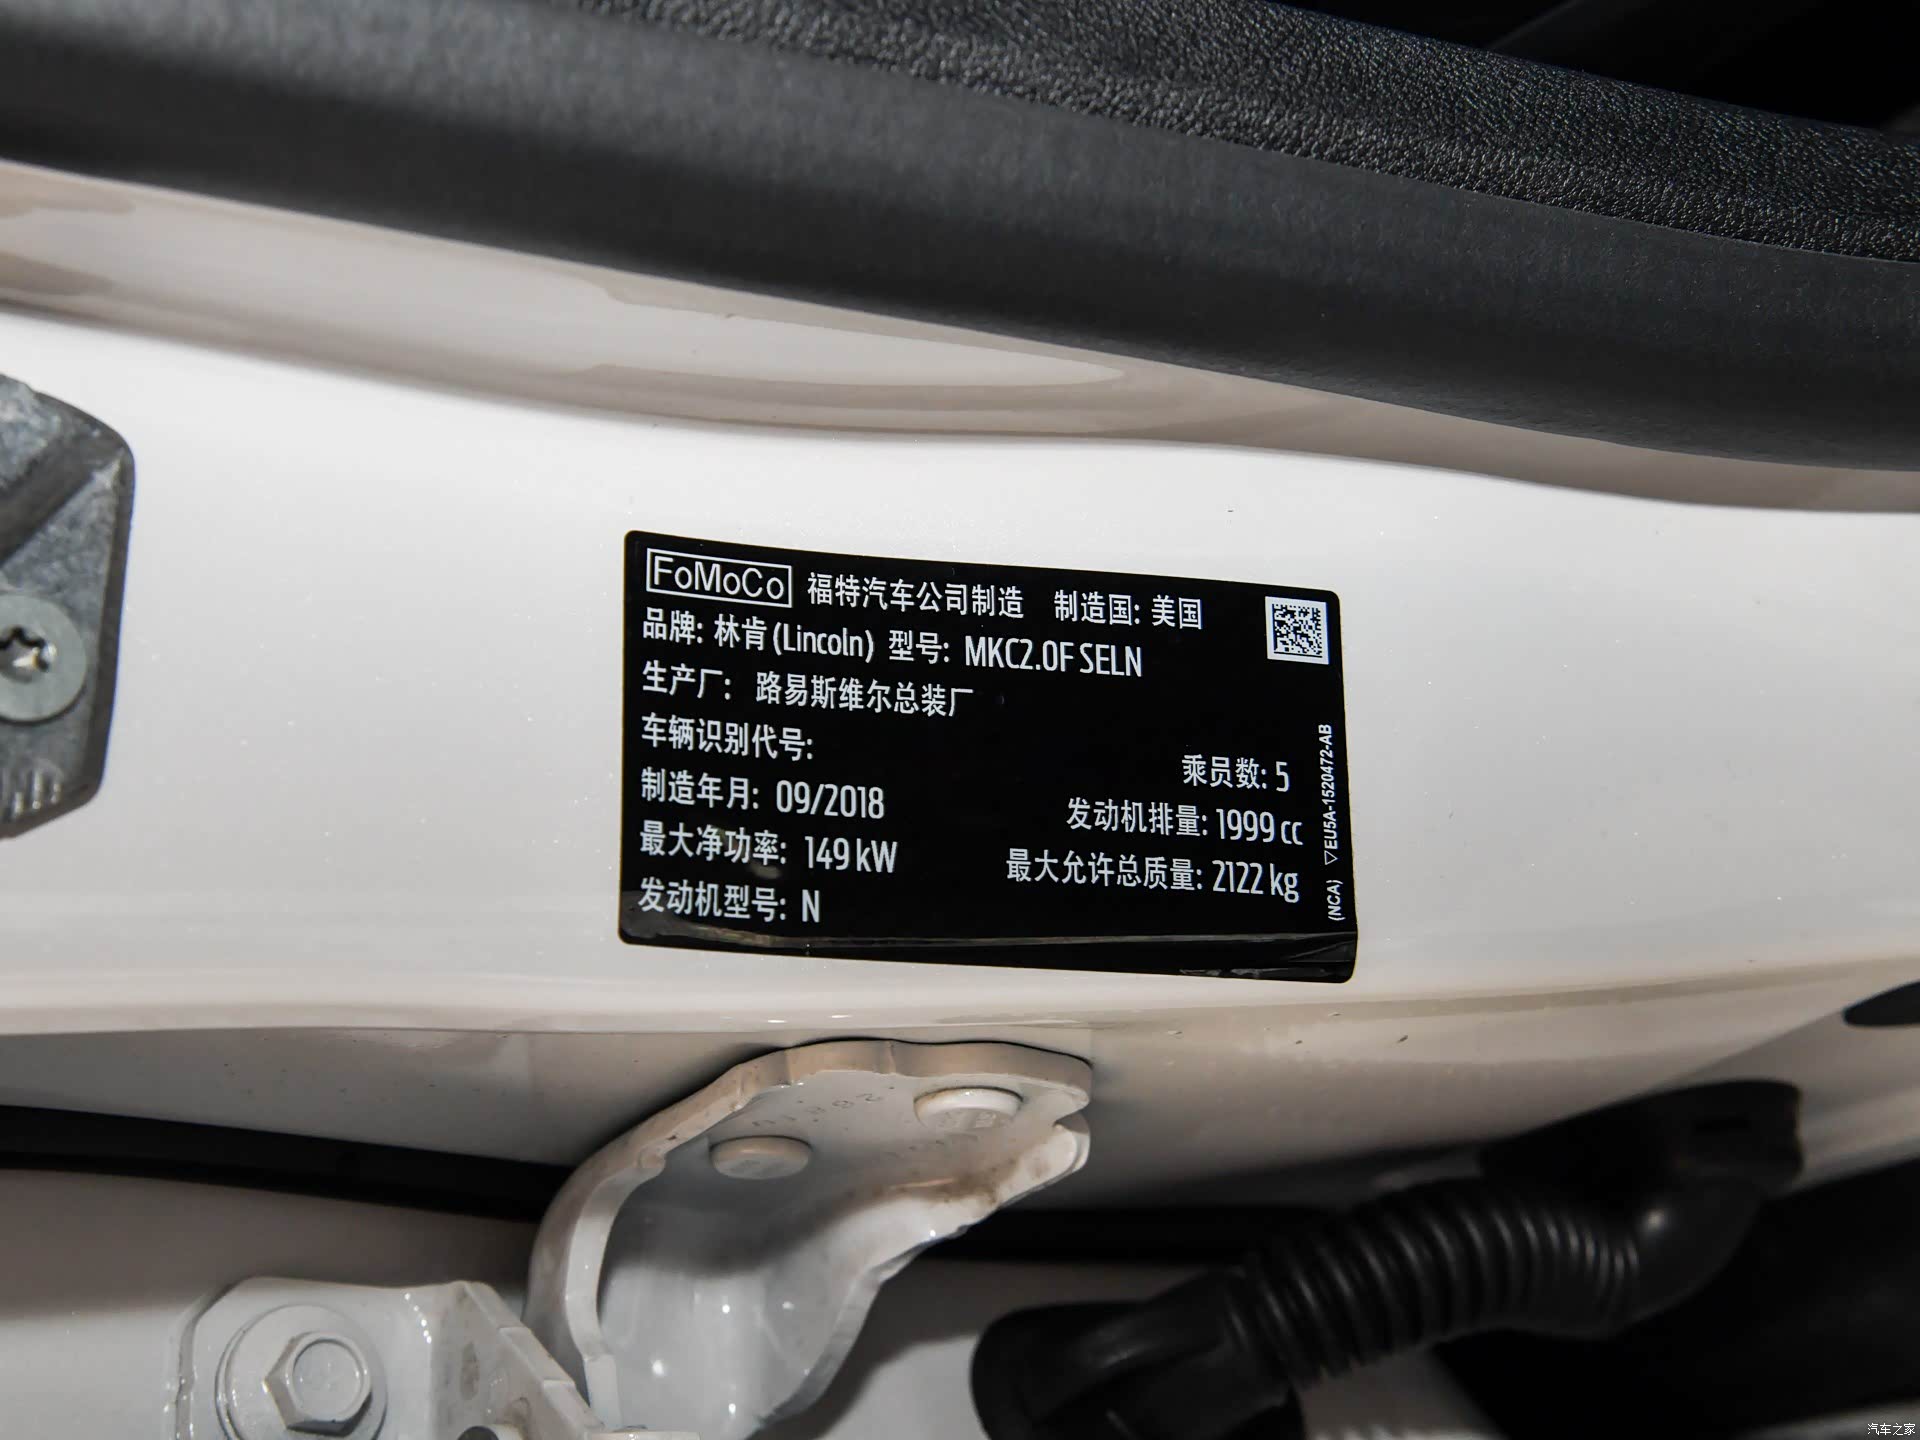 FoMoCo 福特汽车公司制造 制造国: 美国
品牌: 林肯 (Lincoln) 型号: MKC2.0F SELN
生产厂: 路易斯维尔总装厂
车辆识别代号:
乘员数: 5
制造年月: 09/2018
发动机排量: 1999 cc
最大净功率: 149 kW
最大允许总质量: 2122 kg
发动机型号: N
(NCA) ▽EU5A-1520472-AB
汽车之家